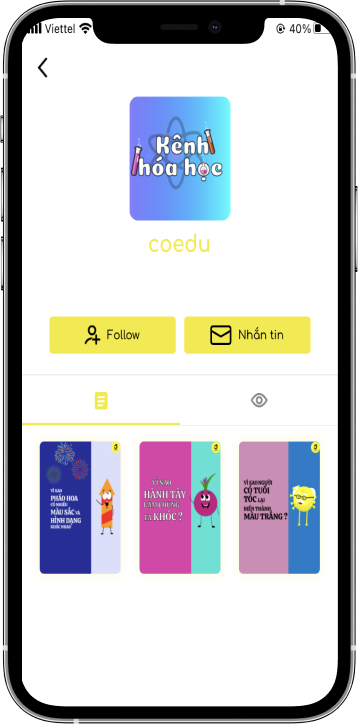 Viettel 40%
Kênh
hóa học
coedu
Follow Nhắn tin
VÌ SAO
PHÁO HOA
CÓ NHIỀU
MÀU SẮC VÀ
HÌNH DẠNG
KHÁC NHAU
VÌ SAO
HÀNH TÂY
LÀM CHÚNG
TA KHÓC ?
VÌ SAO NGƯỜI
CÓ TUỔI
TÓC LẠI
BIẾN THÀNH
MÀU TRẮNG ?